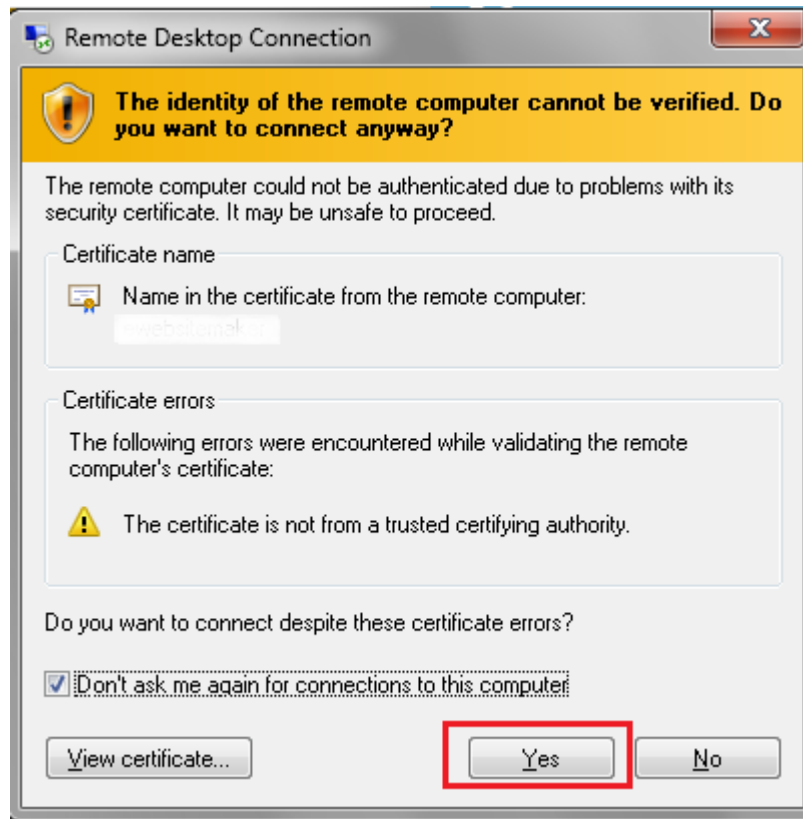 Remote Desktop Connection
The identity of the remote computer cannot be verified. Do
you want to connect anyway?
The remote computer could not be authenticated due to problems with its
security certificate. It may be unsafe to proceed.
Certificate name
Name in the certificate from the remote computer:
Certificate errors
The following errors were encountered while validating the remote
computer's certificate:
The certificate is not from a trusted certifying authority.
Do you want to connect despite these certificate errors?
Don't ask me again for connections to this computer
View certificate... Yes No